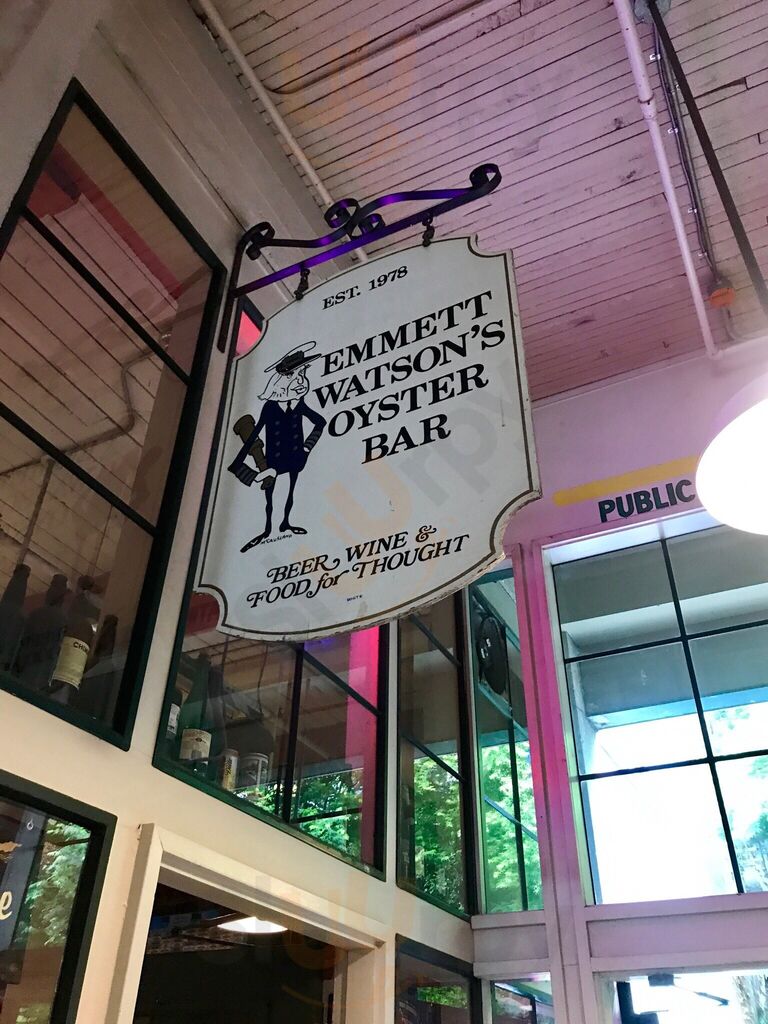 EST. 1978
EMMETT
WATSON'S
OYSTER
BAR
BEER, WINE &
FOOD for THOUGHT
PUBLIC